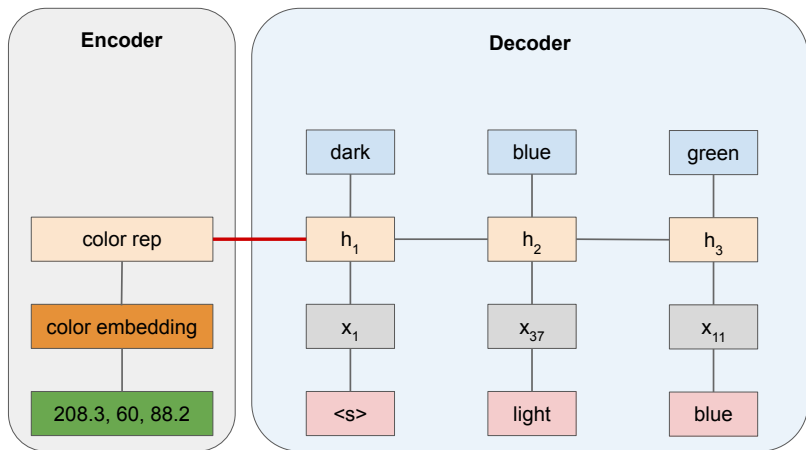 Encoder
Decoder
dark
blue
green
color rep
h₁
h₂
h₃
color embedding
x₁
x₃₇
x₁₁
208.3, 60, 88.2
<s>
light
blue